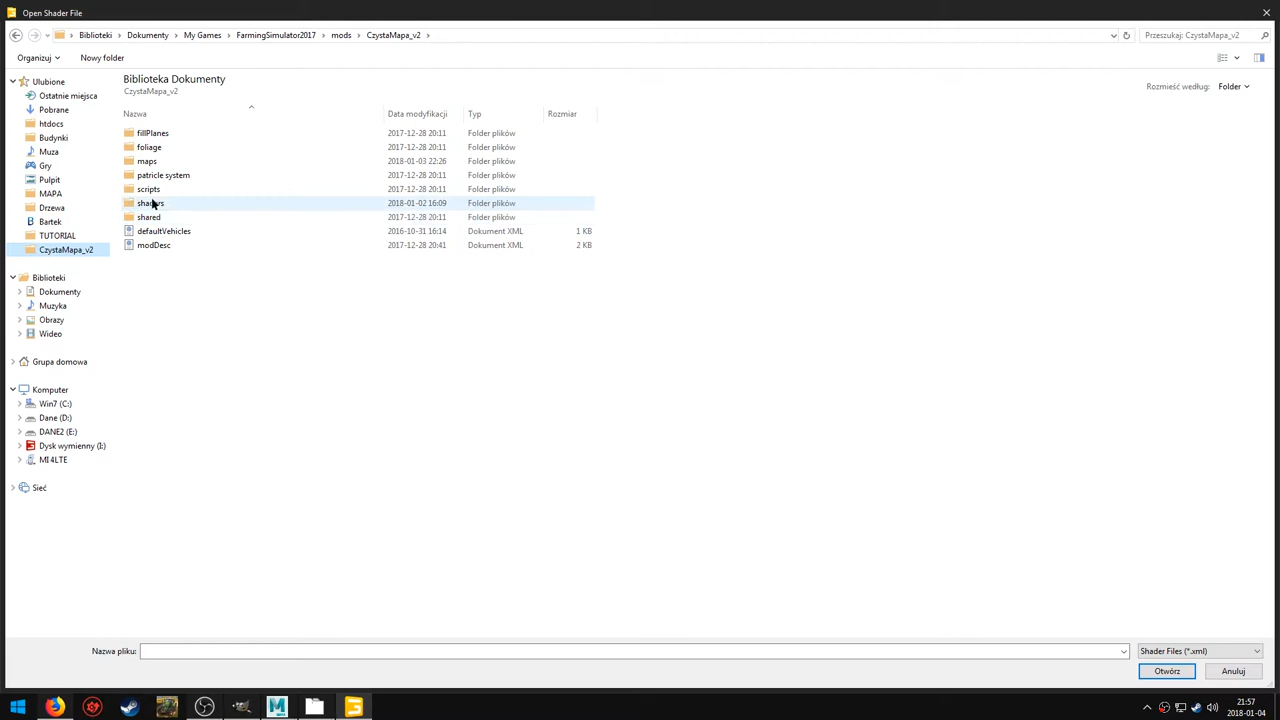 Open Shader File
Biblioteki Dokumenty My Games FarmingSimulator2017 mods CzystaMapa_v2
Przeszukaj: CzystaMapa_v2
Organizuj Nowy folder
Ulubione
Ostatnie miejsca
Pobrane
htdocs
Budynki
Muza
Gry
Pulpit
MAPA
Drzewa
Bartek
TUTORIAL
CzystaMapa_v2
Biblioteki
Dokumenty
Muzyka
Obrazy
Wideo
Grupa domowa
Komputer
Win7 (C:)
Dane (D:)
DANE2 (E:)
Dysk wymienny (I:)
MI 4LTE
Sieć
Biblioteka Dokumenty
CzystaMapa_v2
Rozmieść według: Folder
Nazwa Data modyfikacji Typ Rozmiar
fillPlanes 2017-12-28 20:11 Folder plików
foliage 2017-12-28 20:11 Folder plików
maps 2018-01-03 22:26 Folder plików
patricle system 2017-12-28 20:11 Folder plików
scripts 2017-12-28 20:11 Folder plików
shaders 2018-01-02 16:09 Folder plików
shared 2017-12-28 20:11 Folder plików
defaultVehicles 2016-10-31 16:14 Dokument XML 1 KB
modDesc 2017-12-28 20:41 Dokument XML 2 KB
Nazwa pliku: Shader Files (*.xml)
Otwórz Anuluj
21:57
2018-01-04